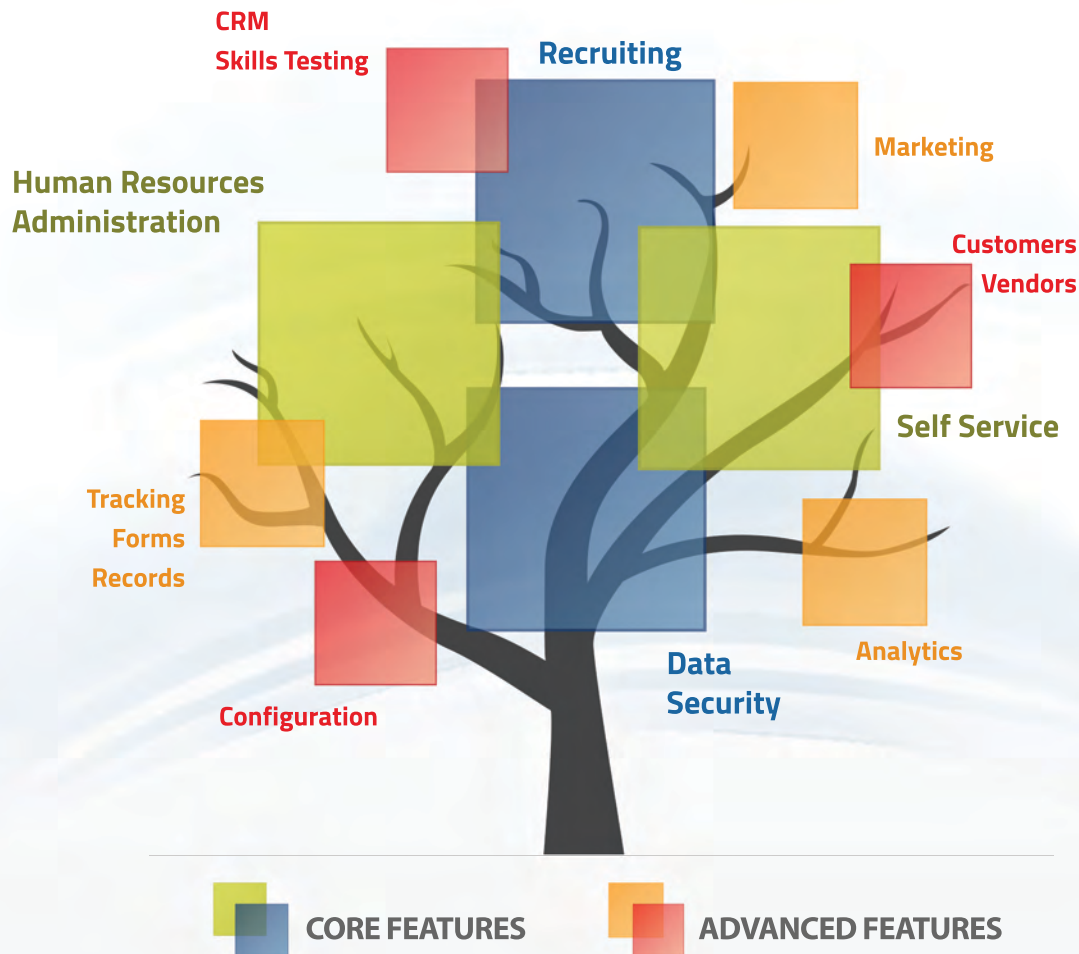 CRM
Skills Testing
Recruiting
Marketing
Human Resources
Administration
Customers
Vendors
Self Service
Tracking
Forms
Records
Analytics
Data
Security
Configuration
CORE FEATURES
ADVANCED FEATURES